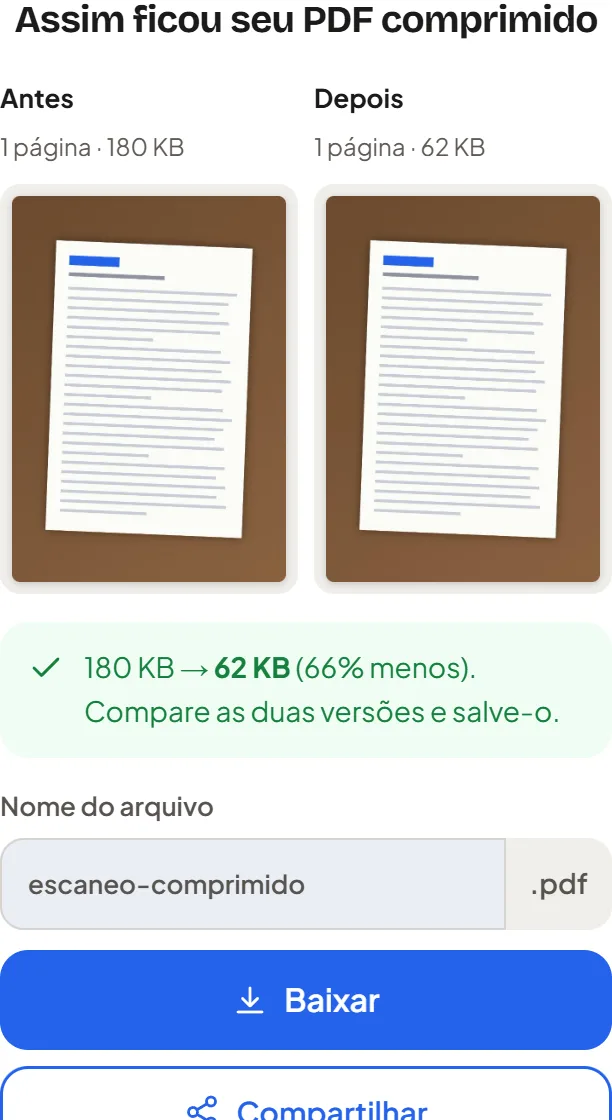 Assim ficou seu PDF comprimido
Antes
1 página · 180 KB
Depois
1 página · 62 KB
180 KB → 62 KB (66% menos).
Compare as duas versões e salve-o.
Nome do arquivo
escaneo-comprimido
.pdf
Baixar
Compartilhar